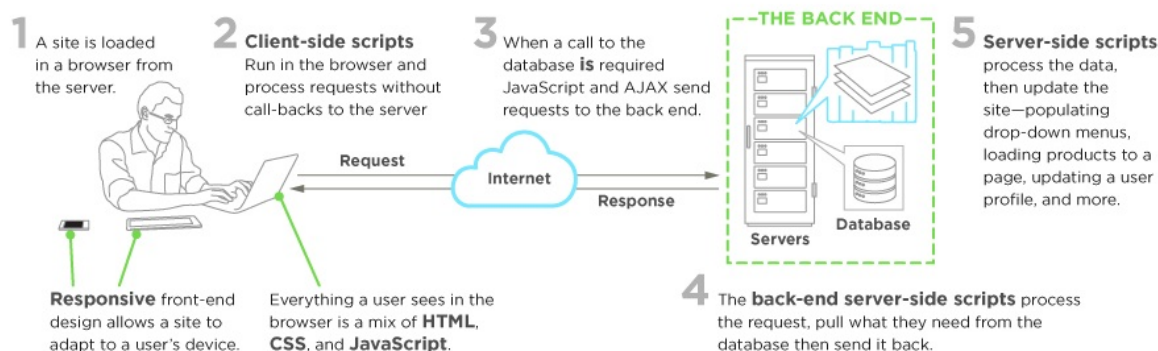 1 A site is loaded
in a browser from
the server.
2 Client-side scripts
Run in the browser and
process requests without
call-backs to the server
3 When a call to the
database is required
JavaScript and AJAX send
requests to the back end.
THE BACK END
5 Server-side scripts
process the data,
then update the
site—populating
drop-down menus,
loading products to a
page, updating a user
profile, and more.
Request
Internet
Response
Servers
Database
Responsive front-end
design allows a site to
adapt to a user's device.
Everything a user sees in the
browser is a mix of HTML,
CSS, and JavaScript.
4 The back-end server-side scripts process
the request, pull what they need from the
database then send it back.